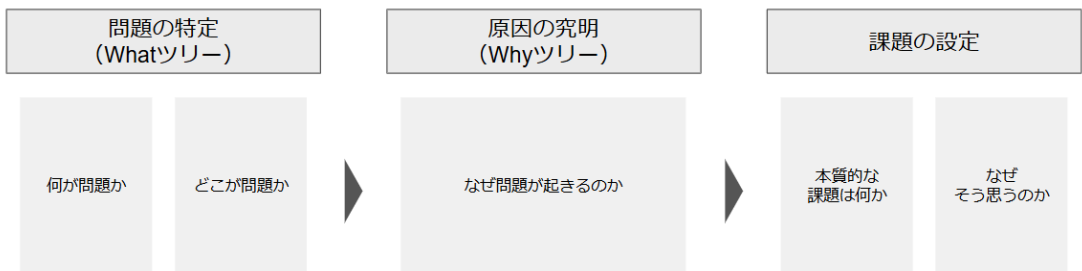 問題の特定
（Whatツリー）
原因の究明
（Whyツリー）
課題の設定
何が問題か
どこが問題か
なぜ問題が起きるのか
本質的な
課題は何か
なぜ
そう思うのか